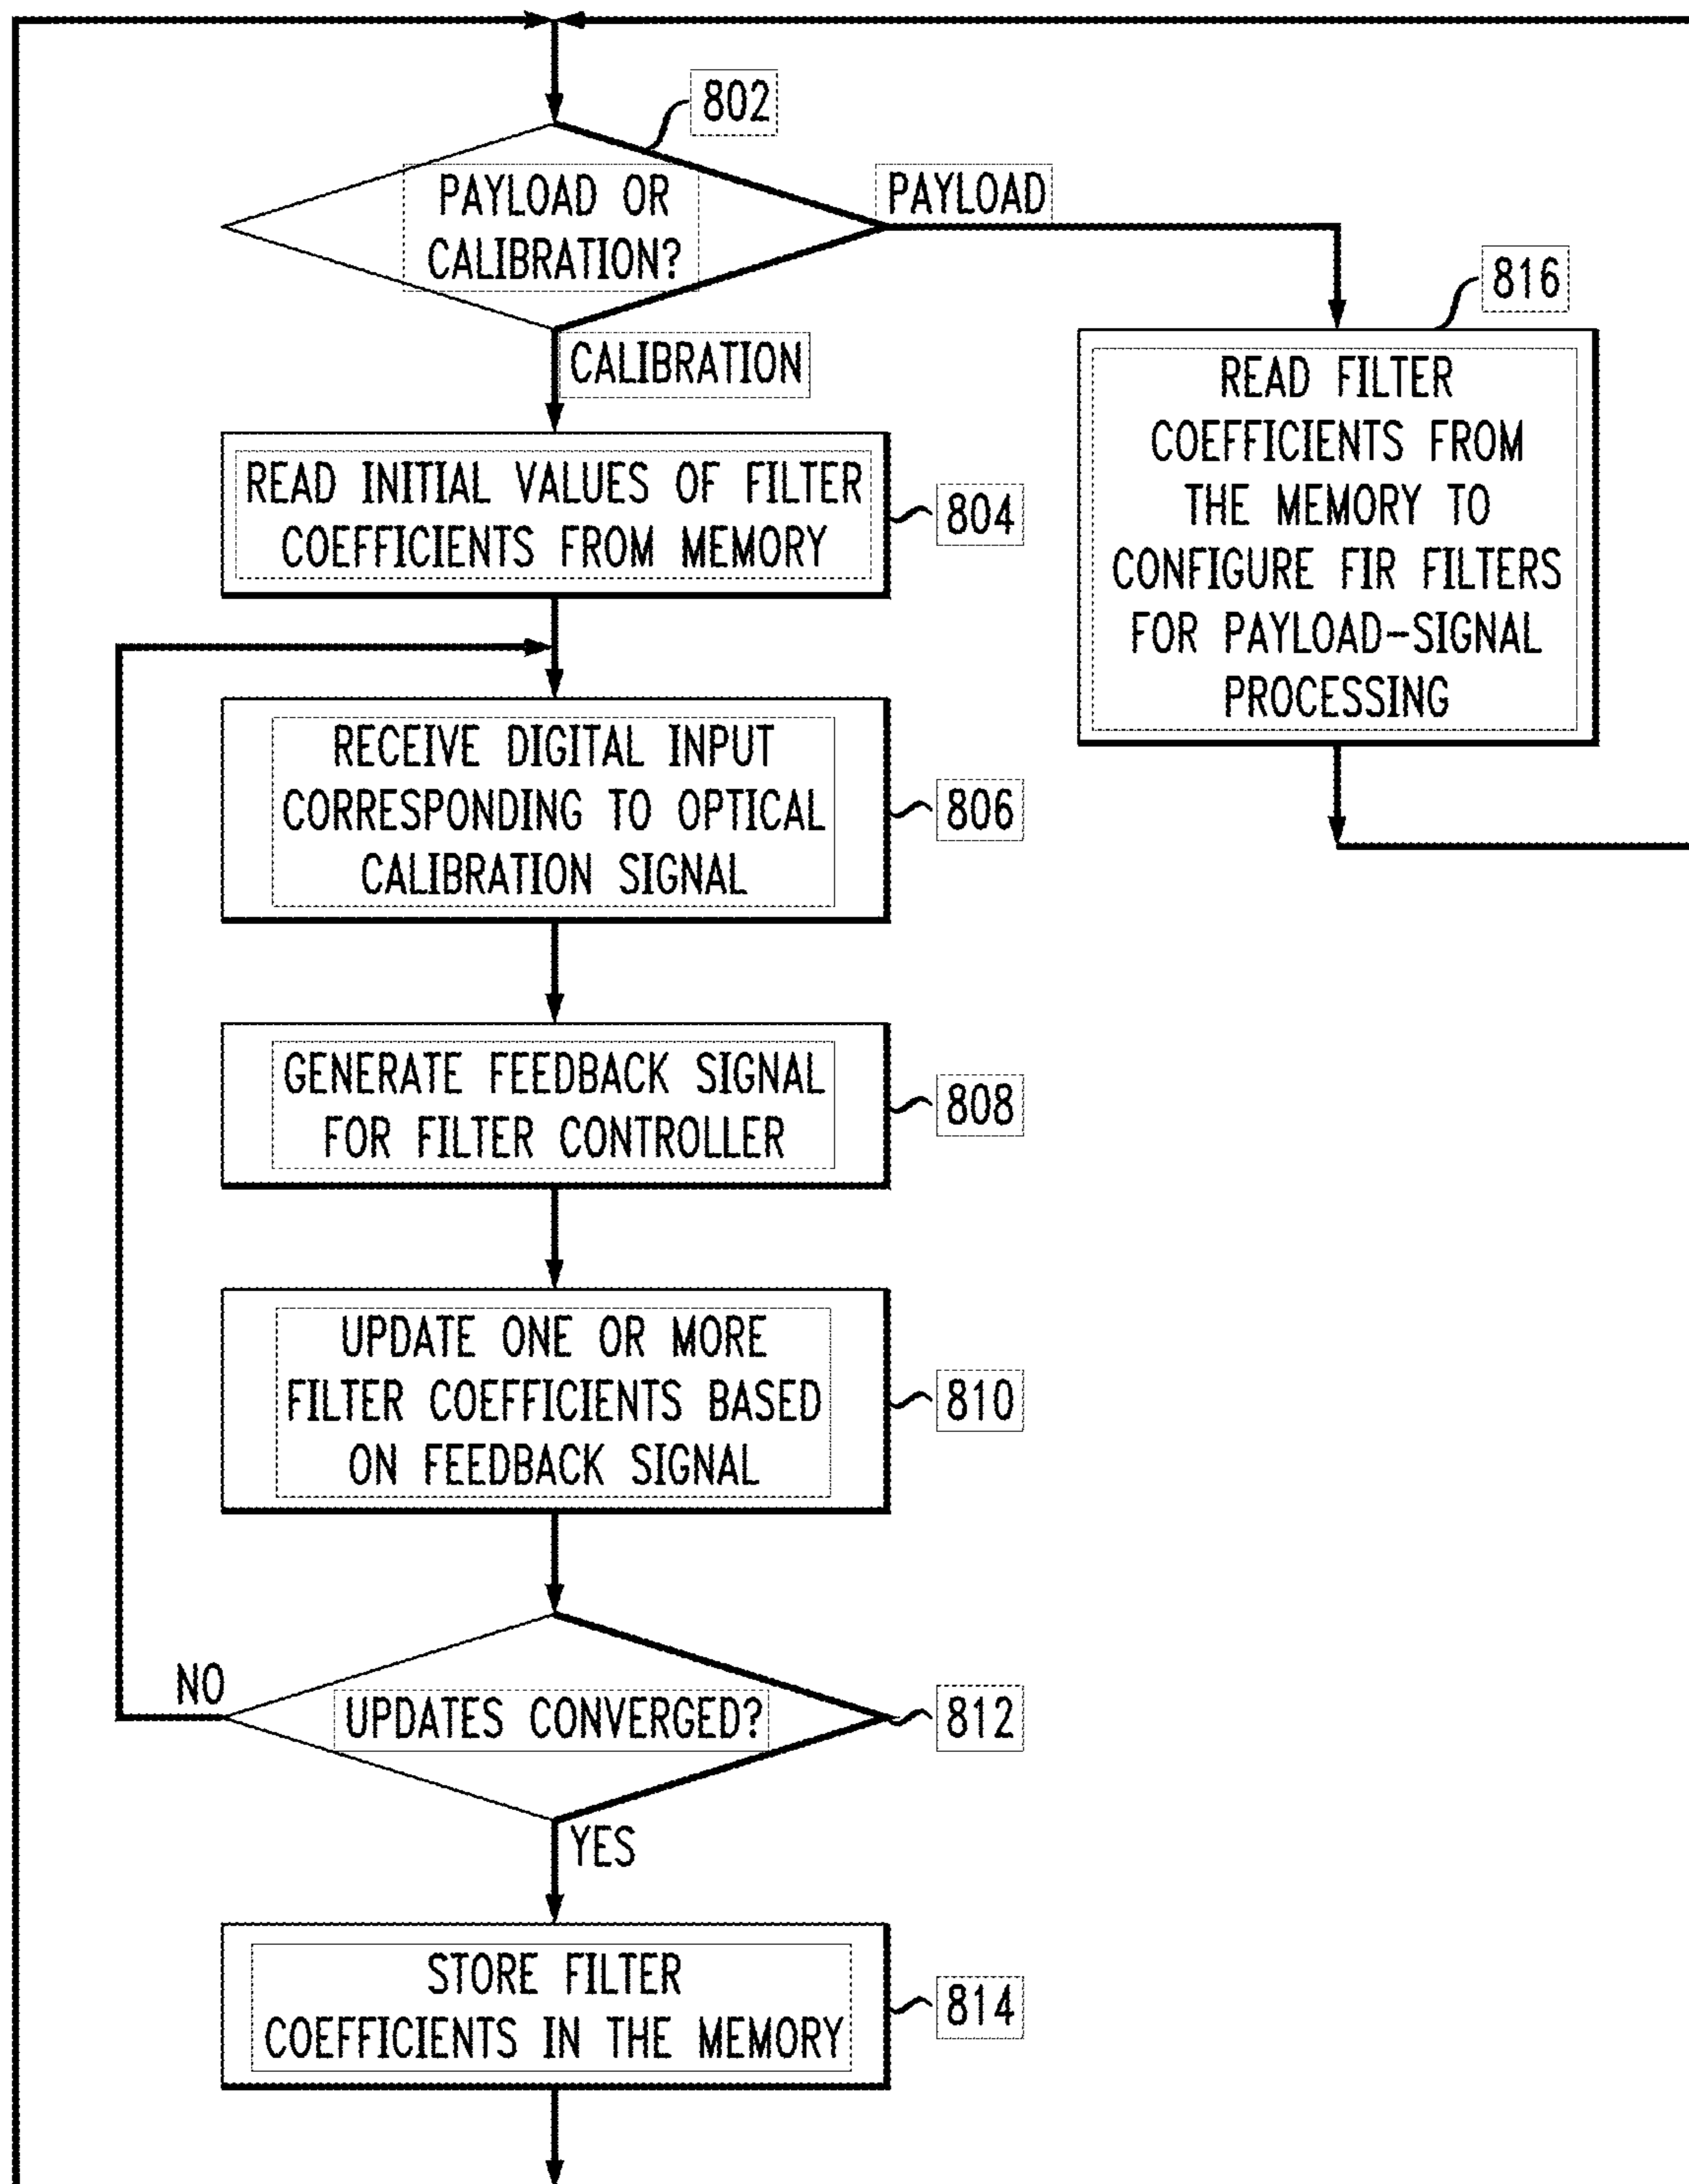 802
PAYLOAD OR
CALIBRATION?
PAYLOAD
CALIBRATION
816
READ FILTER
COEFFICIENTS FROM
THE MEMORY TO
CONFIGURE FIR FILTERS
FOR PAYLOAD-SIGNAL
PROCESSING
READ INITIAL VALUES OF FILTER
COEFFICIENTS FROM MEMORY
804
RECEIVE DIGITAL INPUT
CORRESPONDING TO OPTICAL
CALIBRATION SIGNAL
806
GENERATE FEEDBACK SIGNAL
FOR FILTER CONTROLLER
808
UPDATE ONE OR MORE
FILTER COEFFICIENTS BASED
ON FEEDBACK SIGNAL
810
NO
UPDATES CONVERGED?
812
YES
STORE FILTER
COEFFICIENTS IN THE MEMORY
814